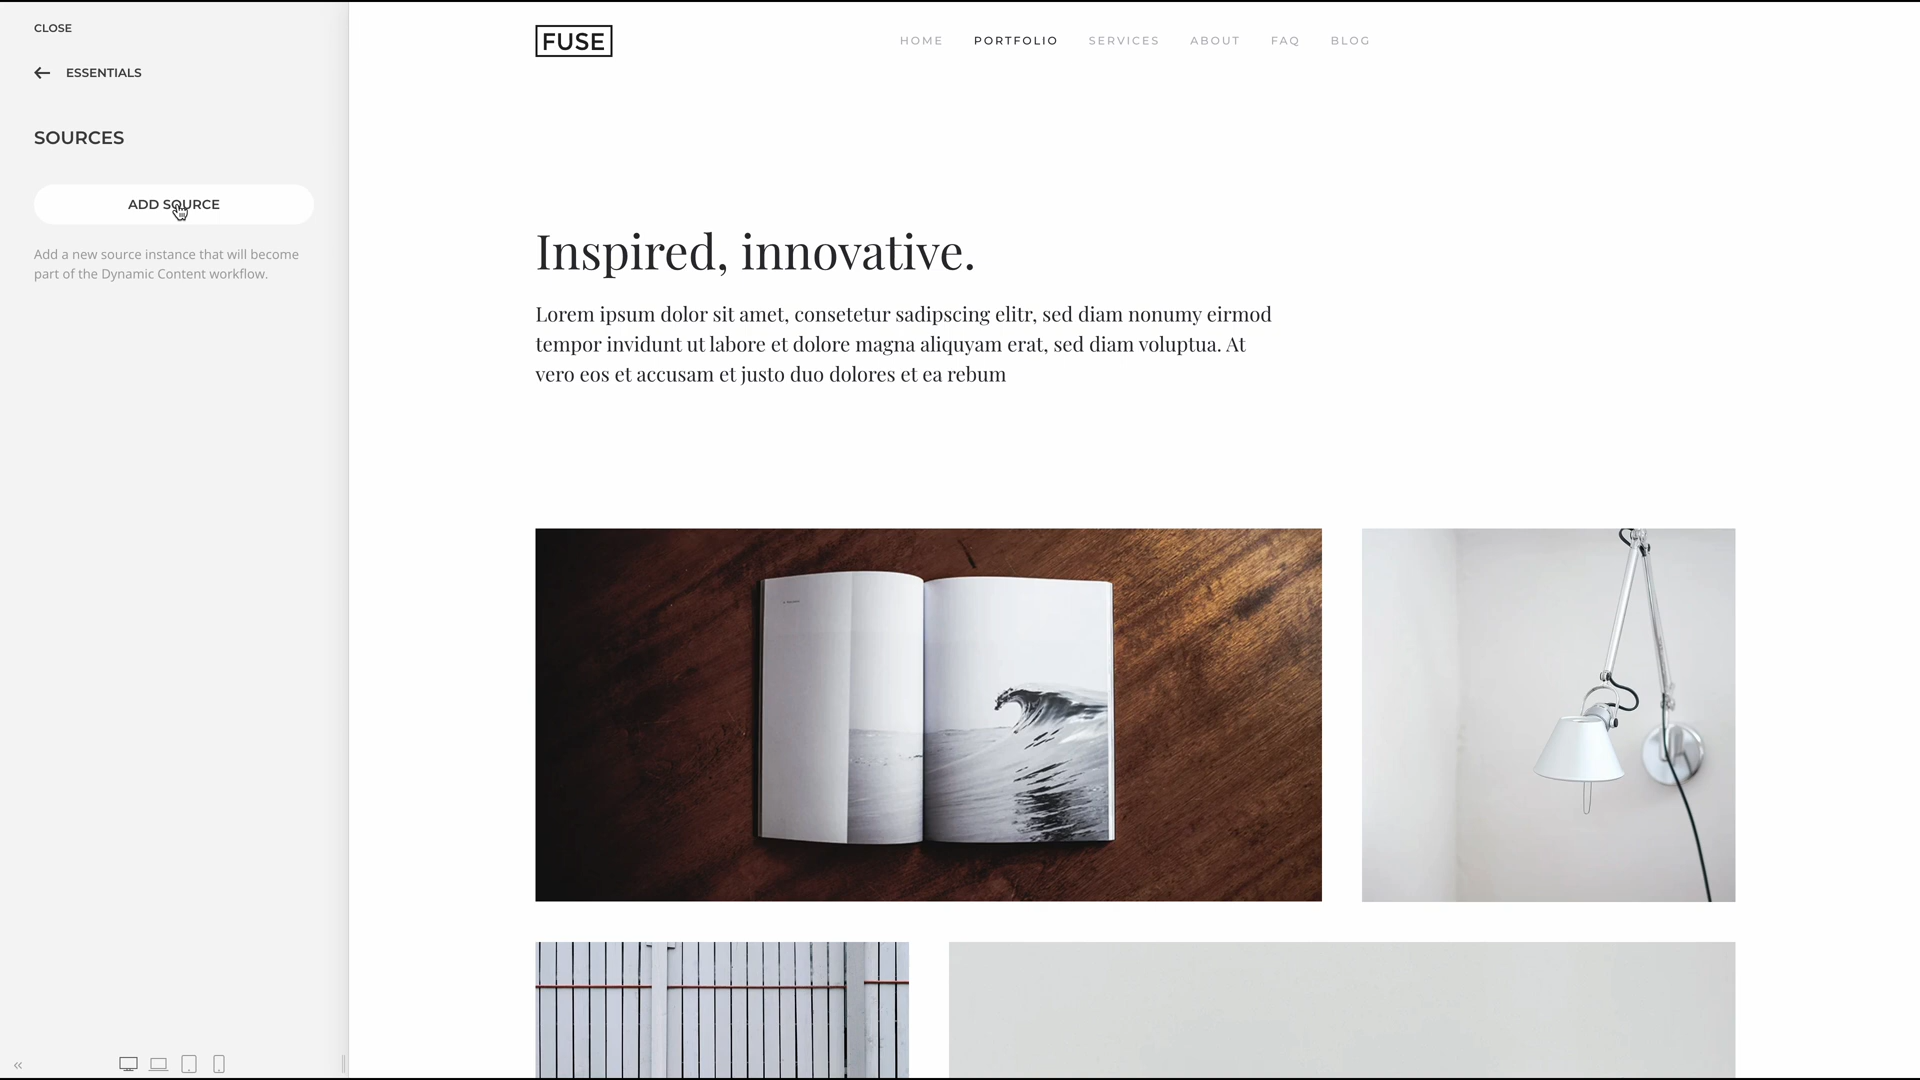 CLOSE
ESSENTIALS
SOURCES
ADD SOURCE
Add a new source instance that will become
part of the Dynamic Content workflow.
FUSE
HOME PORTFOLIO SERVICES ABOUT FAQ BLOG
Inspired, innovative.
Lorem ipsum dolor sit amet, consetetur sadipscing elitr, sed diam nonumy eirmod
tempor invidunt ut labore et dolore magna aliquyam erat, sed diam voluptua. At
vero eos et accusam et justo duo dolores et ea rebum